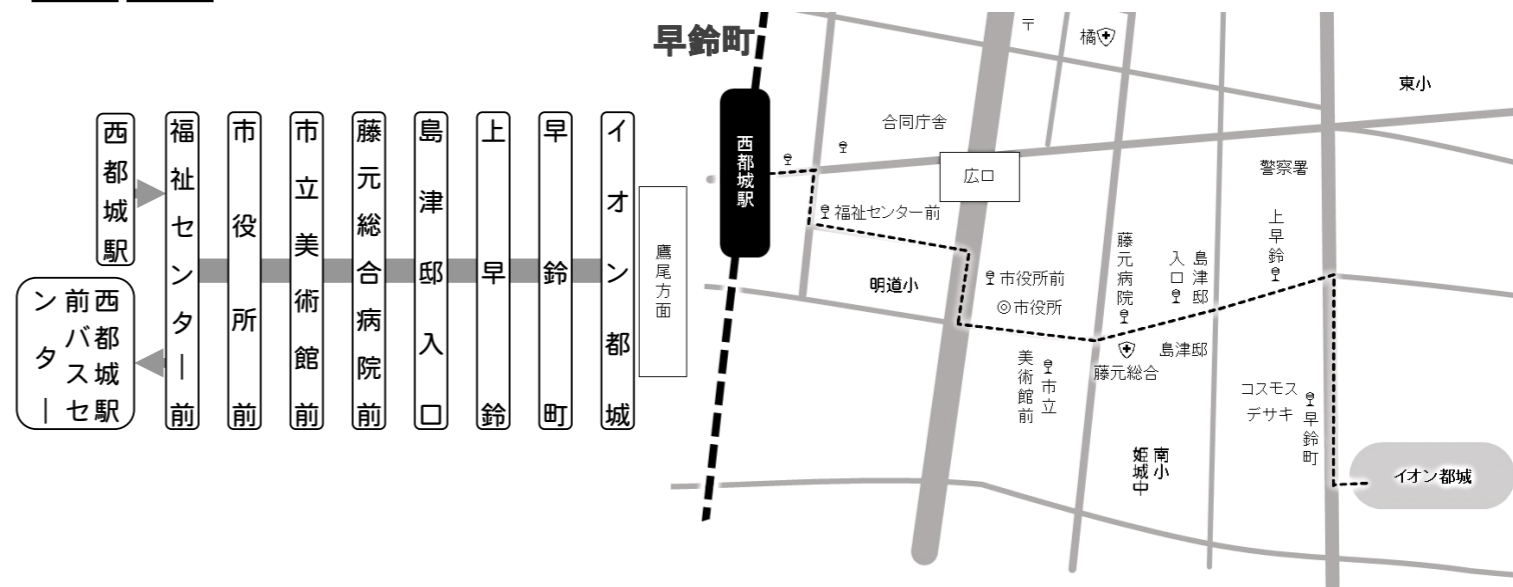 早鈴町
西都城駅
西都城駅
前バスセ
ンター
福祉センター前
市役所前
市立美術館前
藤元総合病院前
島津邸入口
上早鈴
早鈴町
イオン都城
鷹尾方面
西都城駅
〒
橘
東小
合同庁舎
広口
警察署
福祉センター前
上早鈴
藤元病院
島津邸
入口
明道小
市役所前
◎市役所
市立
美術館前
島津邸
藤元総合
コスモス
デサキ
早鈴町
南小
姫城中
イオン都城